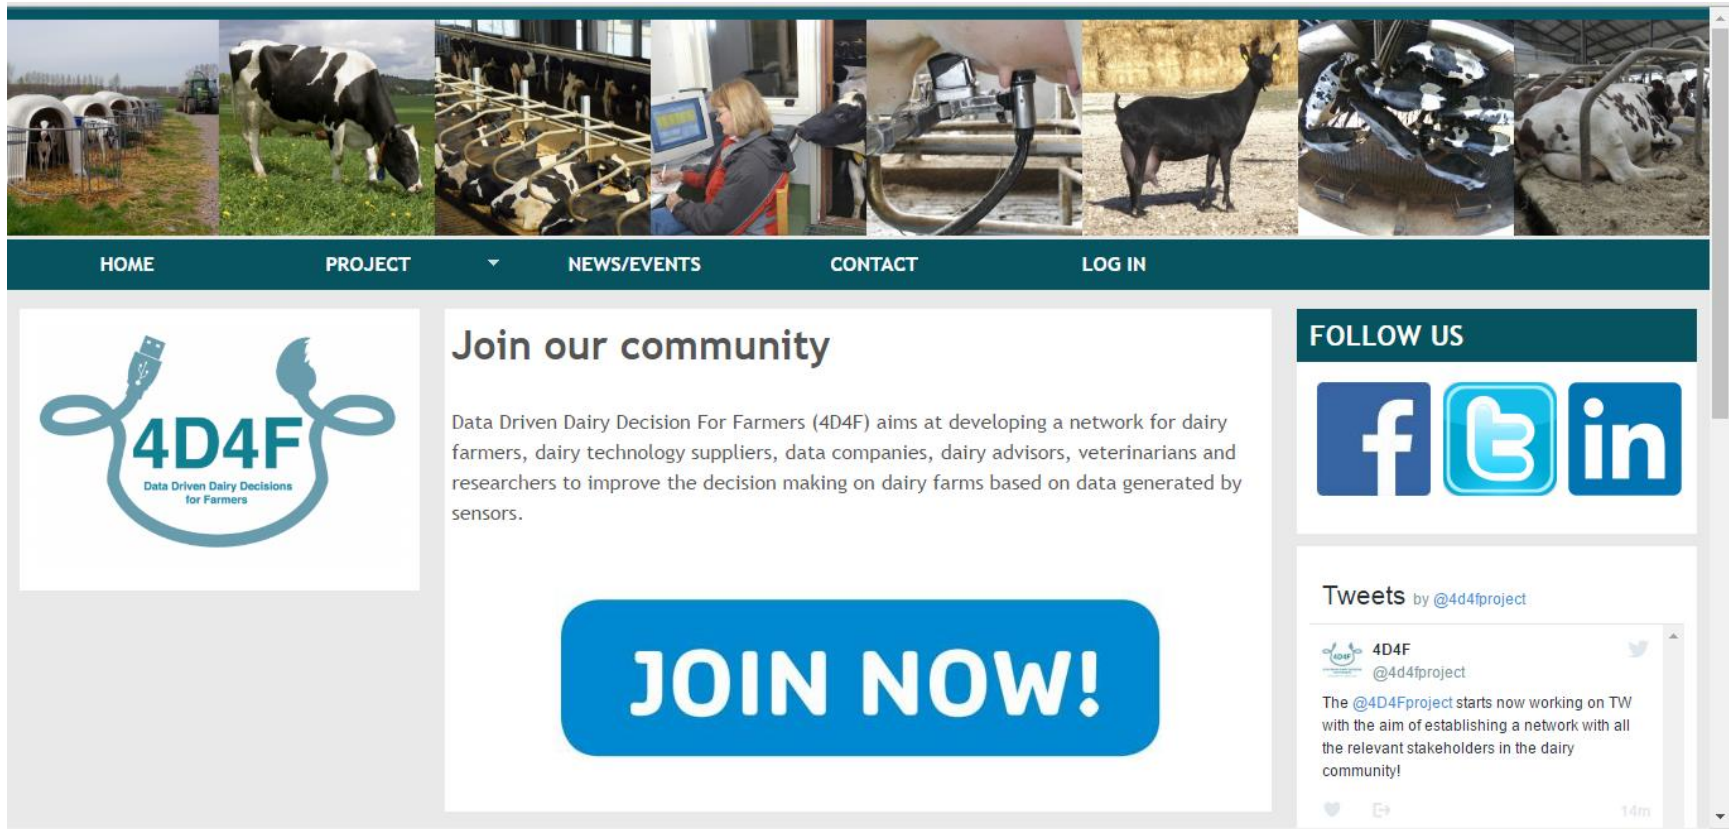 HOME PROJECT NEWS/EVENTS CONTACT LOG IN
4D4F
Data Driven Dairy Decisions
for Farmers
Join our community
Data Driven Dairy Decision For Farmers (4D4F) aims at developing a network for dairy
farmers, dairy technology suppliers, data companies, dairy advisors, veterinarians and
researchers to improve the decision making on dairy farms based on data generated by
sensors.
JOIN NOW!
FOLLOW US
f t in
Tweets by @4d4fproject
4D4F
@4d4fproject
The @4D4Fproject starts now working on TW
with the aim of establishing a network with all
the relevant stakeholders in the dairy
community!
14m